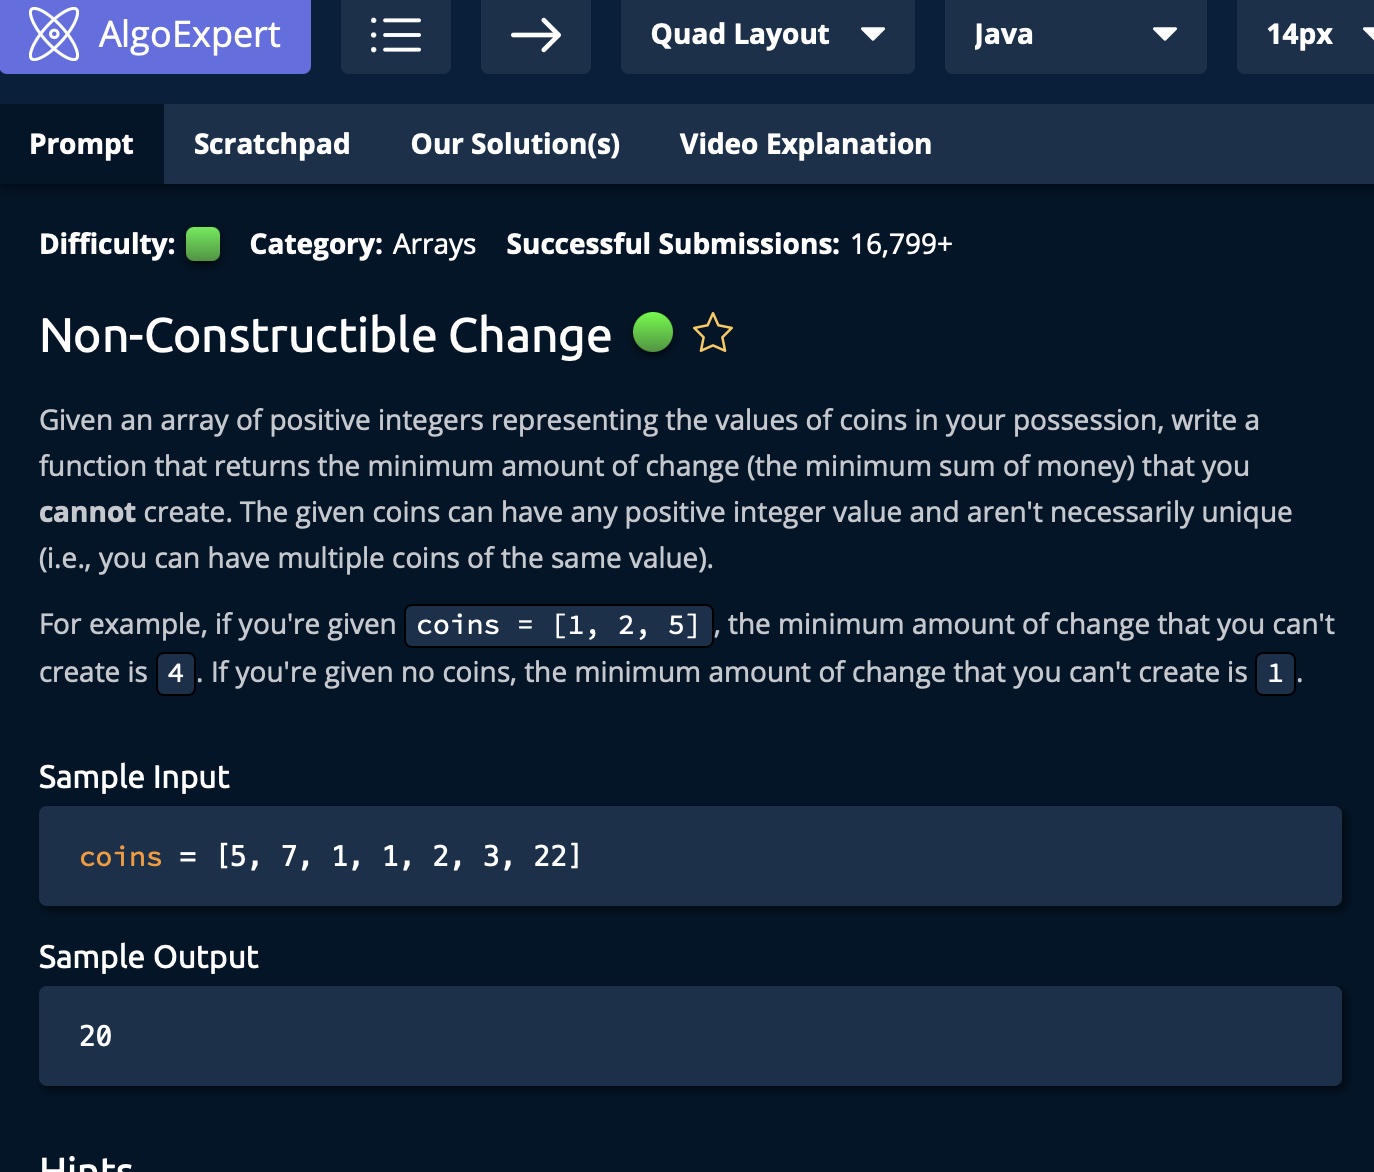 AlgoExpert Quad Layout Java 14px
Prompt Scratchpad Our Solution(s) Video Explanation
Difficulty: Category: Arrays Successful Submissions: 16,799+
Non-Constructible Change
Given an array of positive integers representing the values of coins in your possession, write a
function that returns the minimum amount of change (the minimum sum of money) that you
cannot create. The given coins can have any positive integer value and aren't necessarily unique
(i.e., you can have multiple coins of the same value).
For example, if you're given coins = [1, 2, 5], the minimum amount of change that you can't
create is 4. If you're given no coins, the minimum amount of change that you can't create is 1.
Sample Input
coins = [5, 7, 1, 1, 2, 3, 22]
Sample Output
20
Hints